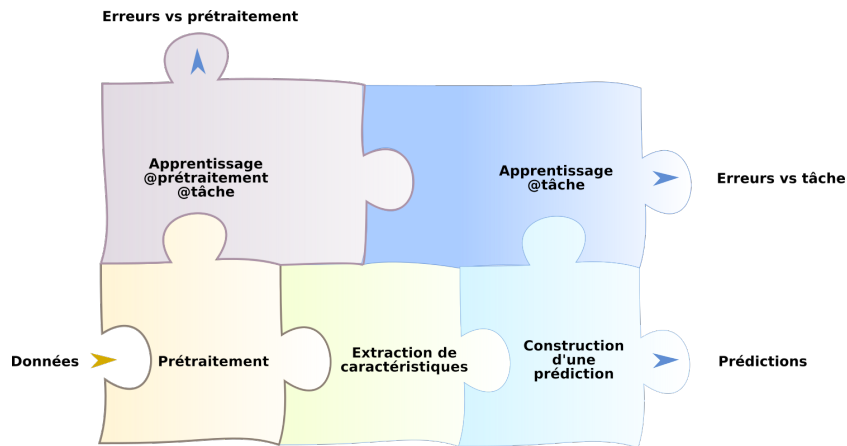 Erreurs vs prétraitement
Apprentissage
@prétraitement
@tâche
Apprentissage
@tâche
Erreurs vs tâche
Données
Prétraitement
Extraction de
caractéristiques
Construction
d'une
prédiction
Prédictions